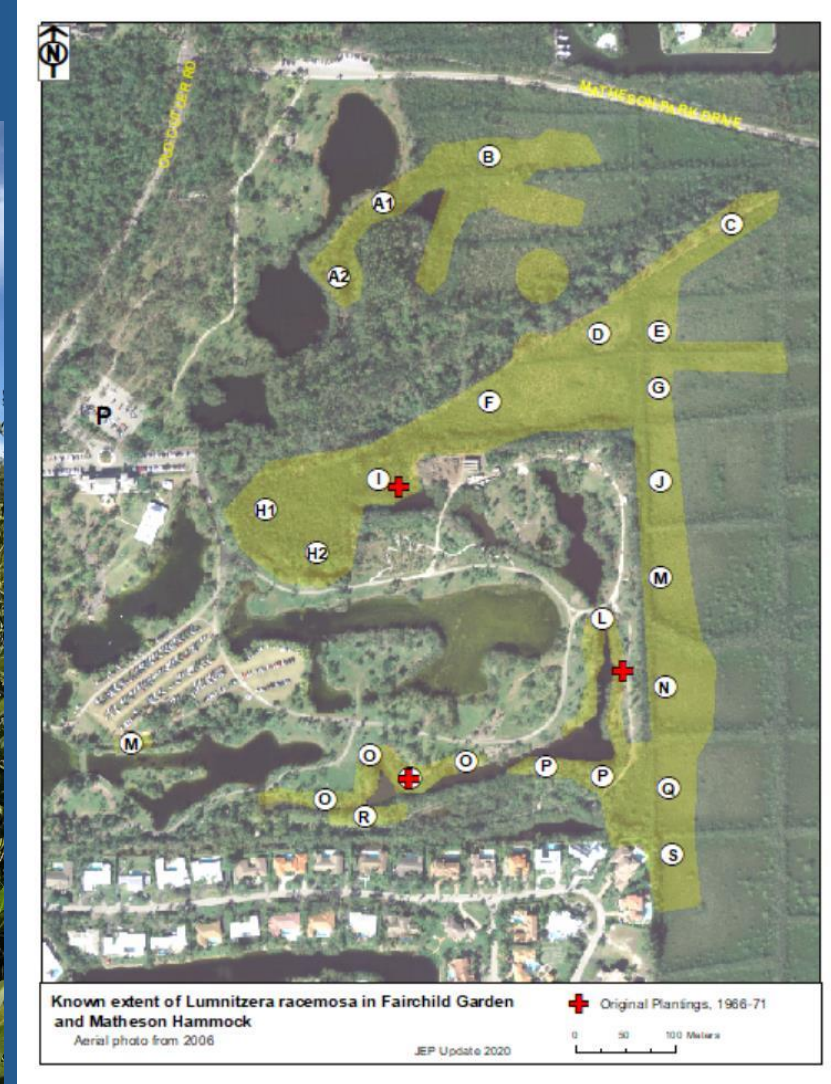 N
OLD CUTLER RD
MATHESON PARK DRIVE
B
A1
C
A2
D
E
G
F
P
I
J
H1
H2
M
L
N
M
O
O
P
P
Q
O
R
S
Known extent of Lumnitzera racemosa in Fairchild Garden
and Matheson Hammock
Aerial photo from 2006
JEP Update 2020
Original Plantings, 1966-71
0 50 100 Meters